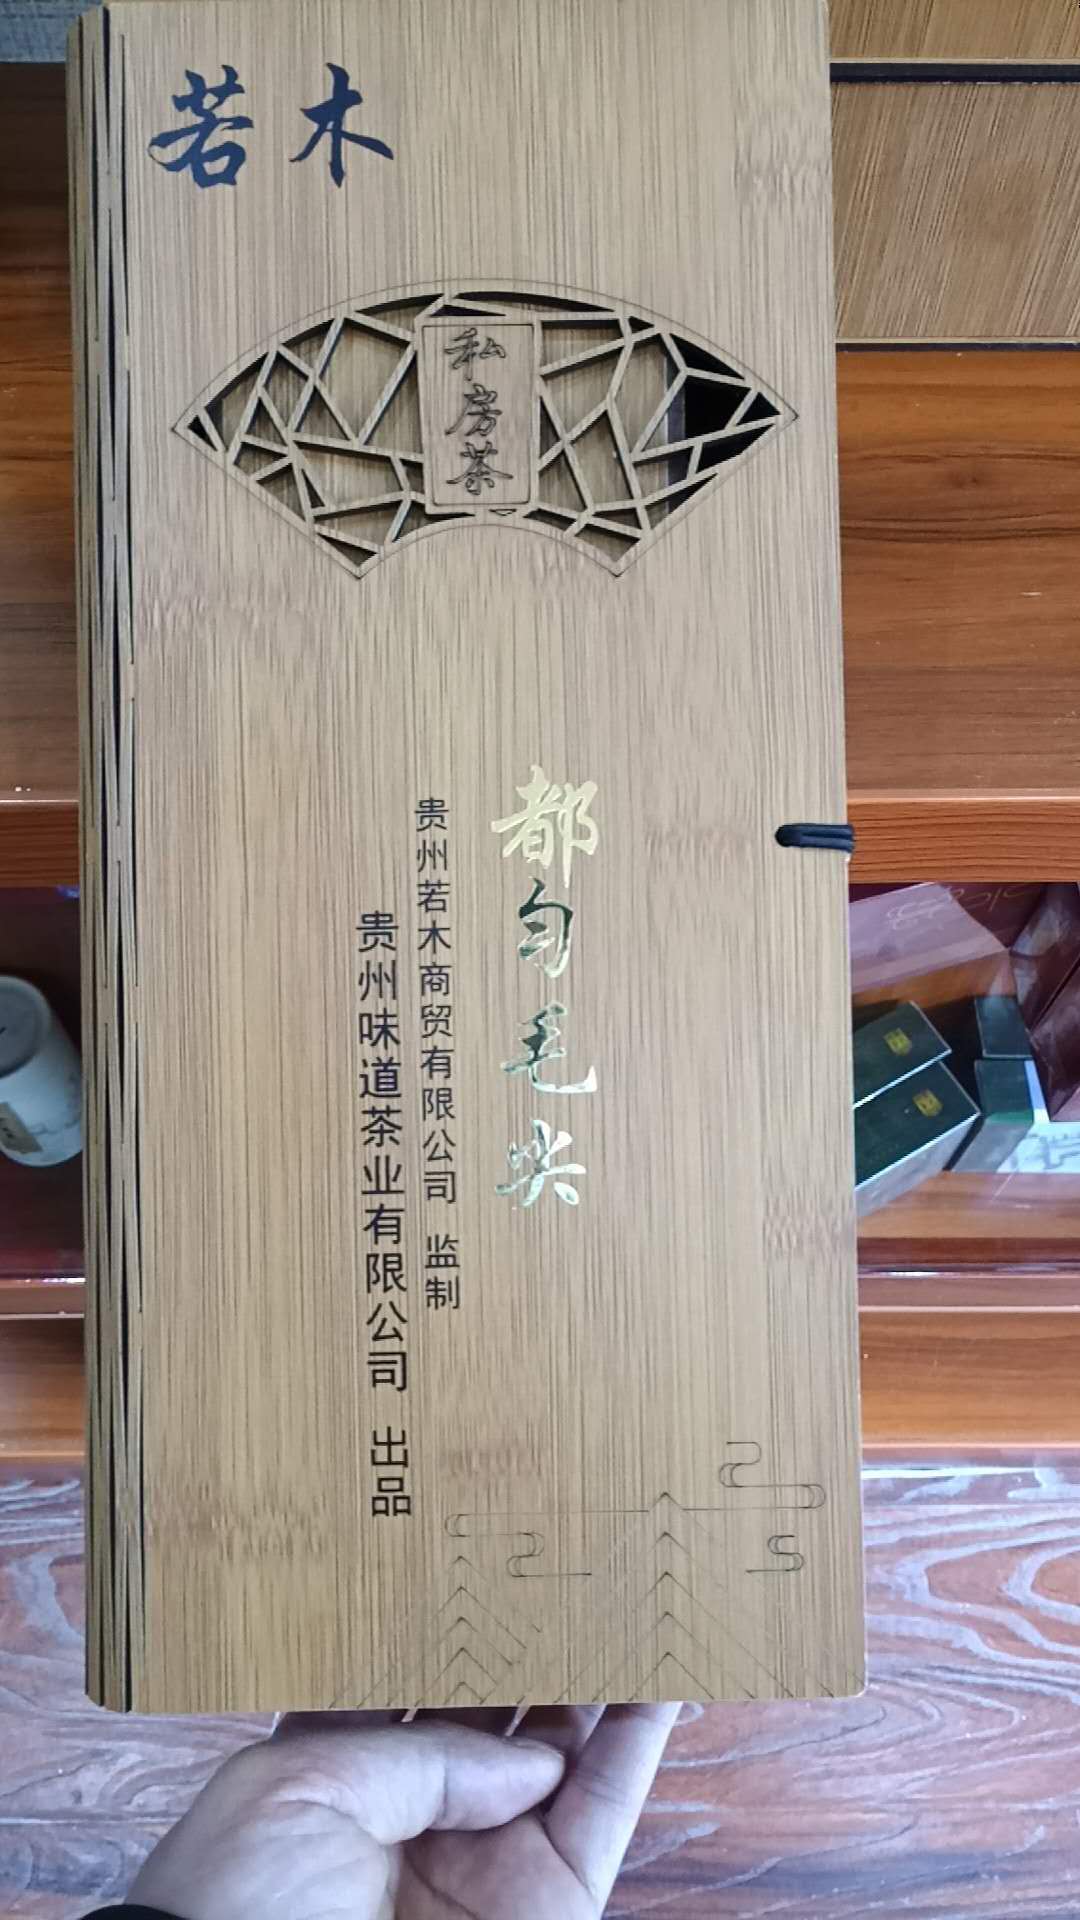 若木
私房茶
都匀毛尖
贵州若木商贸有限公司 监制
贵州味道茶业有限公司 出品